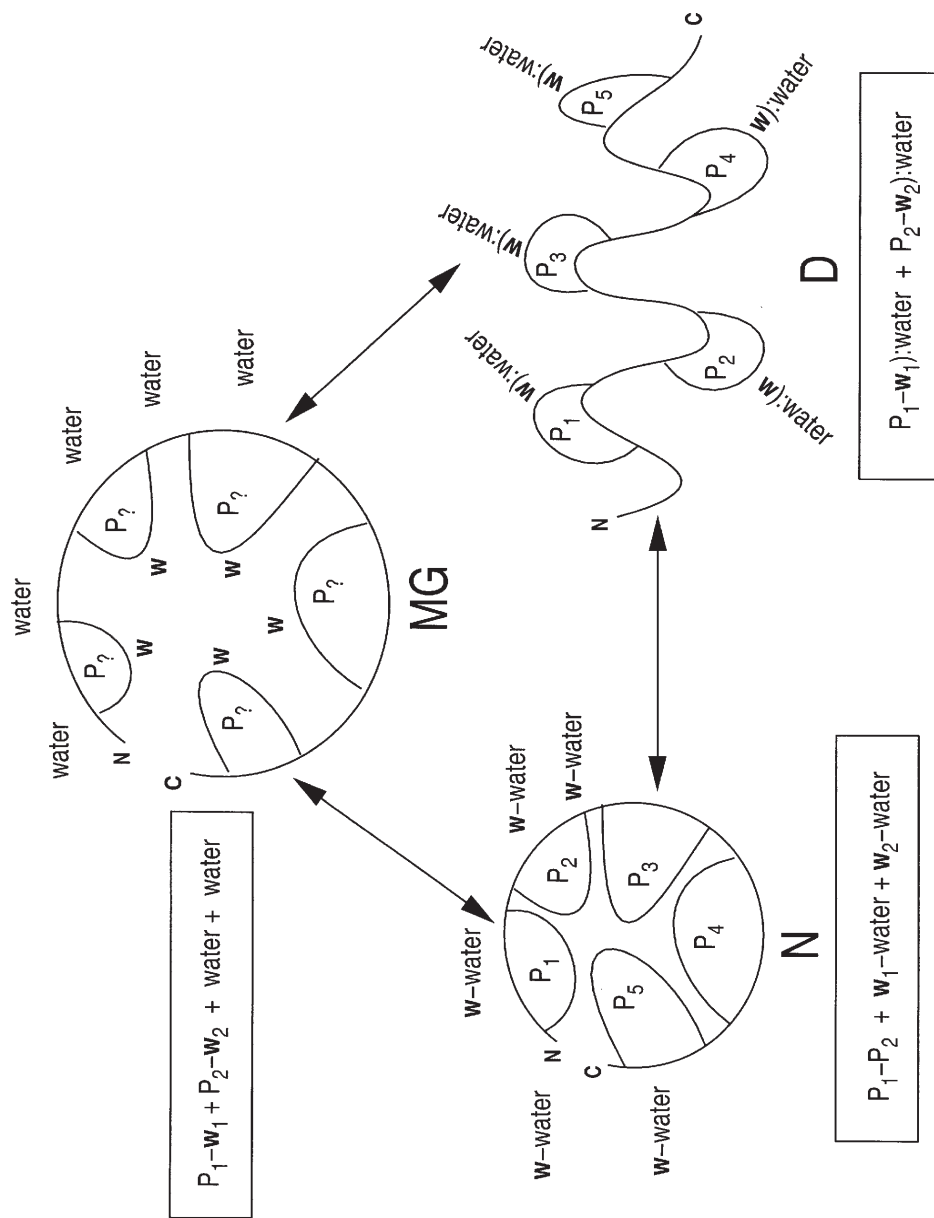 P₁–w₁+ P₂–w₂ + water + water
water
water
water
water
water
N
C
P?
P?
P?
P?
P?
w
w
w
w
w
MG
w–water
w–water
w–water
w–water
w–water
N
C
P₁
P₂
P₃
P₄
P₅
N
P₁–P₂ + w₁–water + w₂–water
N
P₁
w):water
P₂
w):water
P₃
w):water
P₄
w):water
P₅
w):water
C
D
P₁–w₁):water + P₂–w₂):water